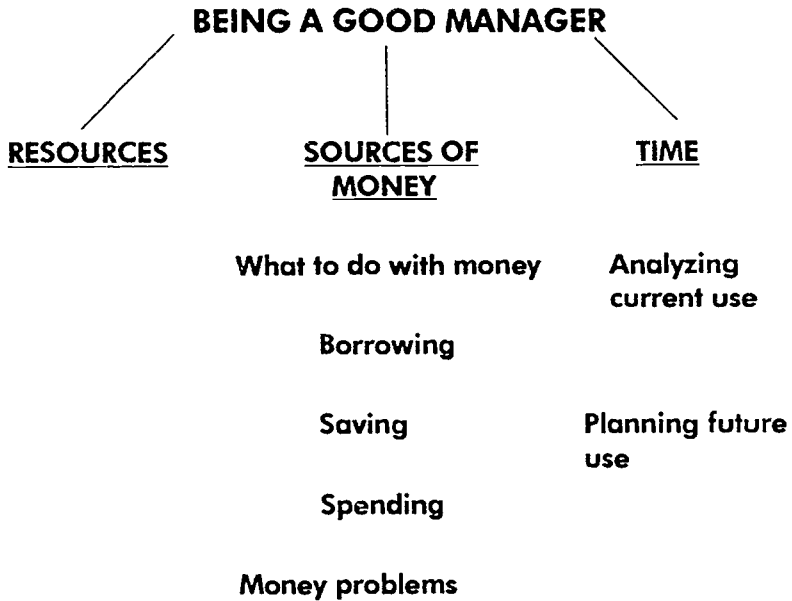 BEING A GOOD MANAGER
RESOURCES
SOURCES OF
MONEY
TIME
What to do with money
Borrowing
Saving
Spending
Money problems
Analyzing
current use
Planning future
use